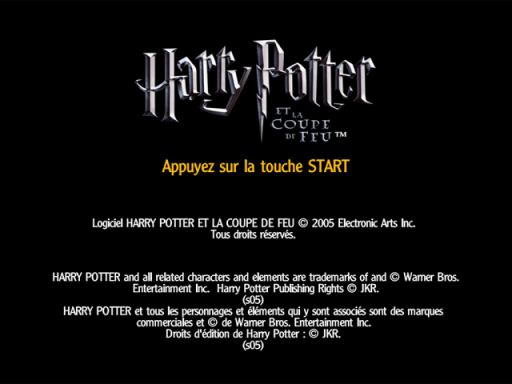 Harry Potter
ET LA
COUPE
DE FEU™
Appuyez sur la touche START
Logiciel HARRY POTTER ET LA COUPE DE FEU © 2005 Electronic Arts Inc.
Tous droits réservés.
HARRY POTTER and all related characters and elements are trademarks of and © Warner Bros.
Entertainment Inc. Harry Potter Publishing Rights © JKR.
(s05)
HARRY POTTER et tous les personnages et éléments qui y sont associés sont des marques
commerciales et © de Warner Bros. Entertainment Inc.
Droits d'édition de Harry Potter : © JKR.
(s05)